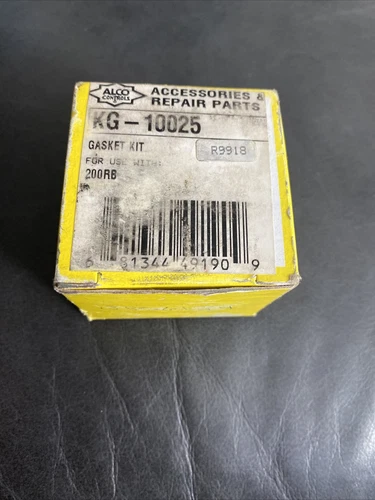 ALCO
CONTROLS
ACCESSORIES &
REPAIR PARTS
KG-10025
GASKET KIT
R9918
FOR USE WITH:
200RB
6 81344 49190 9